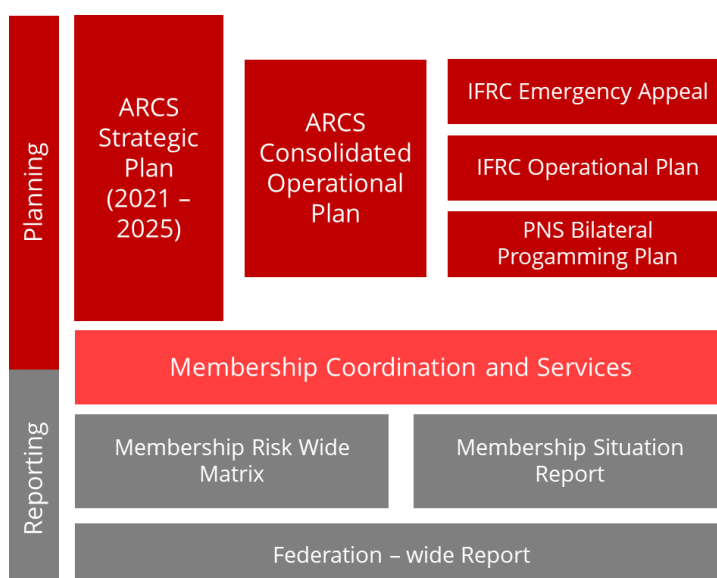 Planning
ARCS
Strategic
Plan
(2021 –
2025)
ARCS
Consolidated
Operational
Plan
IFRC Emergency Appeal
IFRC Operational Plan
PNS Bilateral
Progamming Plan
Membership Coordination and Services
Reporting
Membership Risk Wide
Matrix
Membership Situation
Report
Federation – wide Report